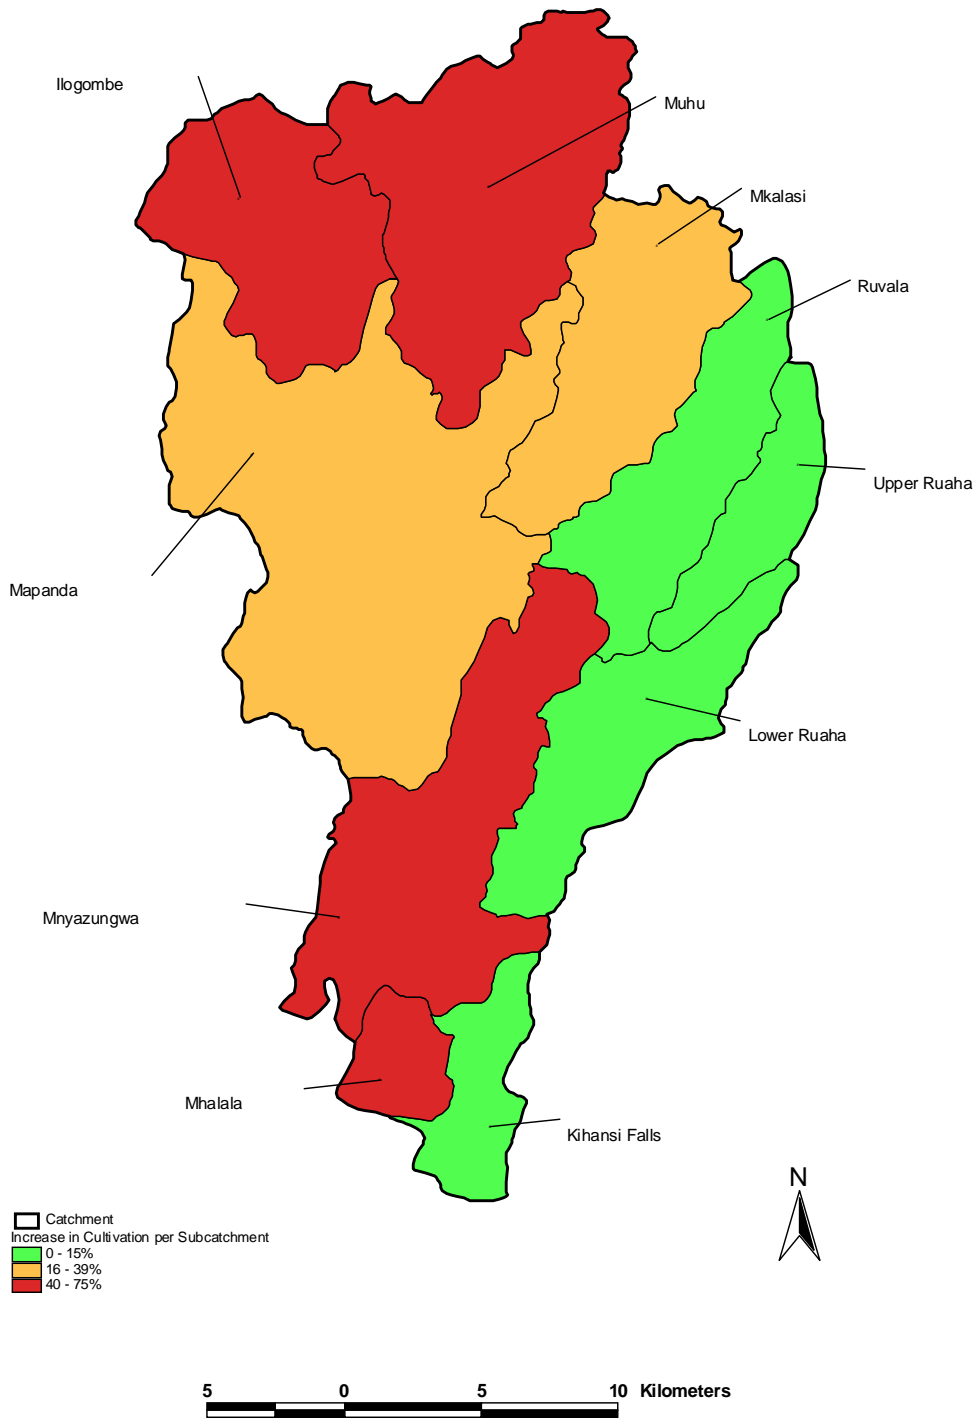 Ilogombe
Muhu
Mkalasi
Ruvala
Upper Ruaha
Mapanda
Lower Ruaha
Mnyazungwa
Mhalala
Kihansi Falls
N
Catchment
Increase in Cultivation per Subcatchment
0 - 15%
16 - 39%
40 - 75%
5 0 5 10 Kilometers